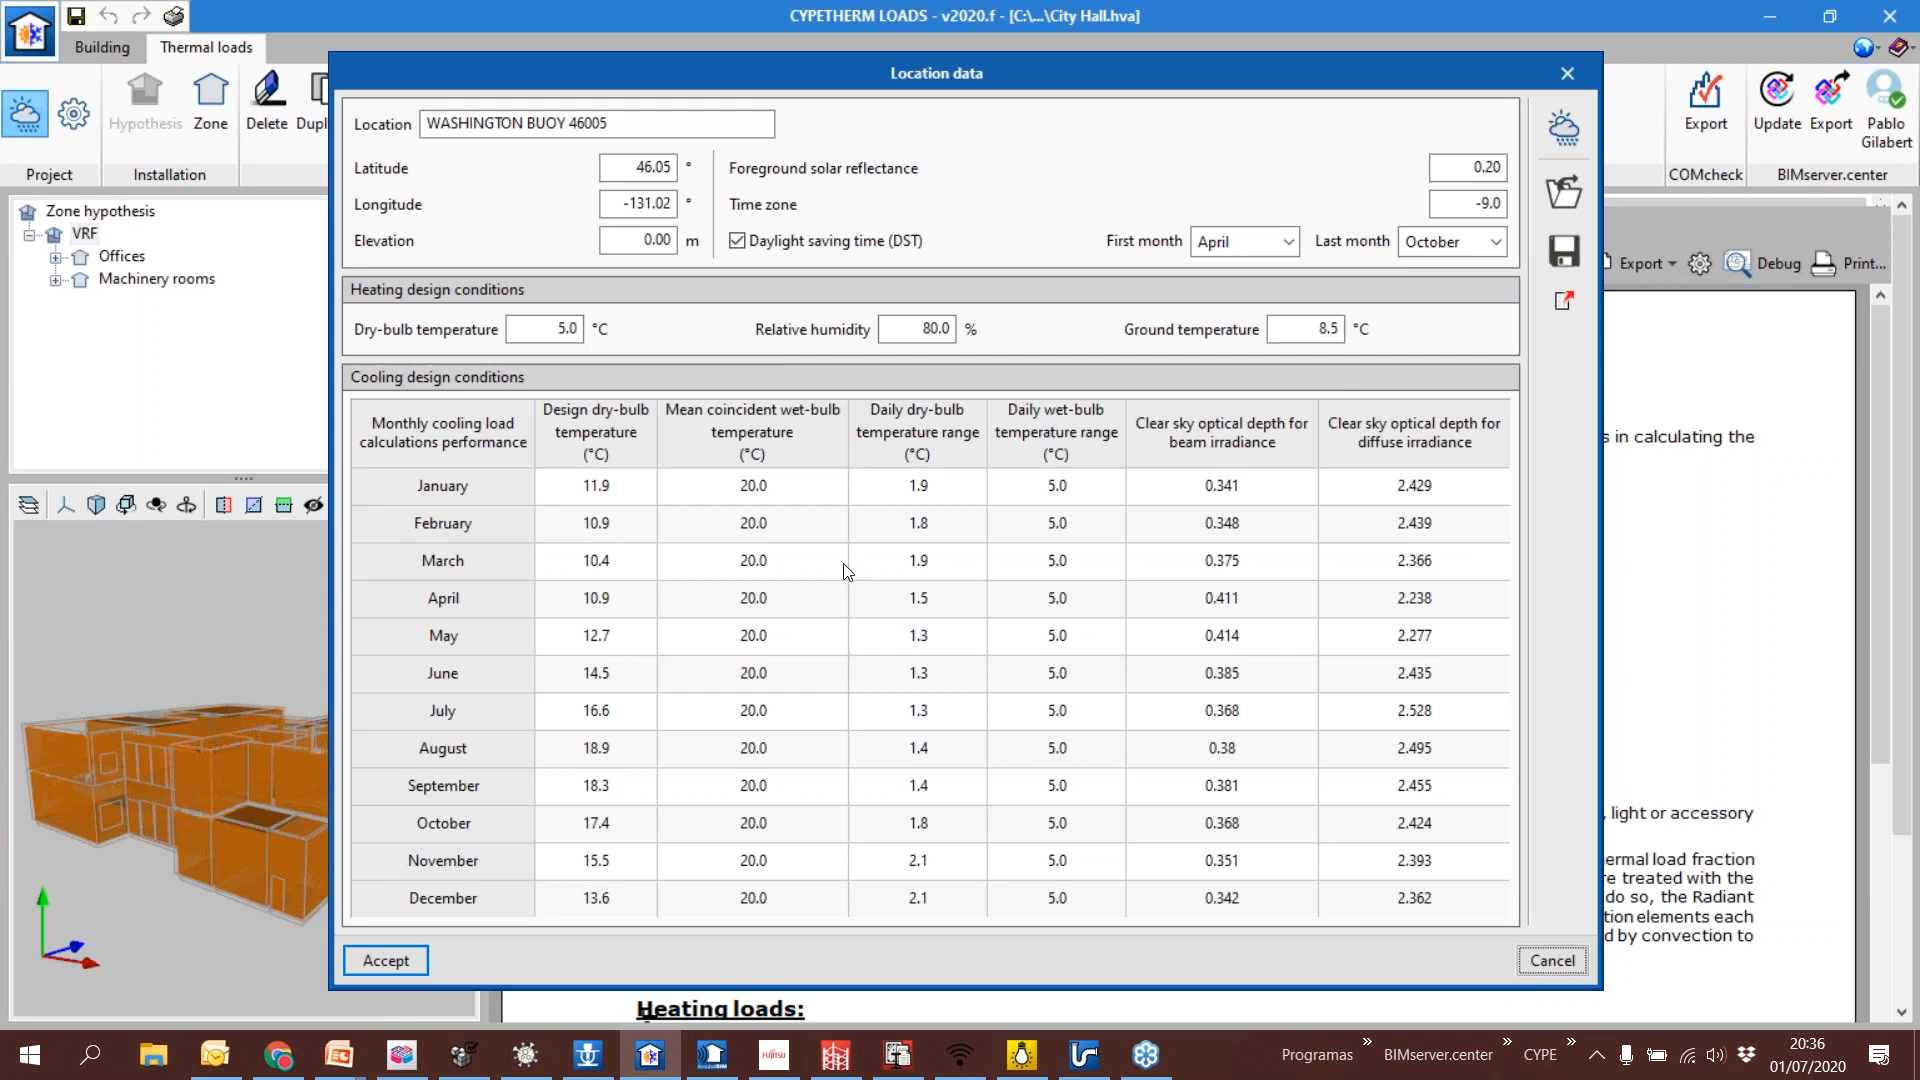 CYPETHERM LOADS - v2020.f - [C:\...\City Hall.hva]
Building
Thermal loads
Hypothesis
Zone
Delete
Export
Update
Export
Pablo
Gilabert
Project
Installation
COMcheck
BIMserver.center
Zone hypothesis
VRF
Offices
Machinery rooms
Export
Debug
Print...
Location data
Location WASHINGTON BUOY 46005
Latitude 46.05 °
Foreground solar reflectance 0.20
Longitude -131.02 °
Time zone -9.0
Elevation 0.00 m
Daylight saving time (DST) First month April Last month October
Heating design conditions
Dry-bulb temperature 5.0 °C Relative humidity 80.0 % Ground temperature 8.5 °C
Cooling design conditions
Monthly cooling load
calculations performance
Design dry-bulb
temperature
(°C)
Mean coincident wet-bulb
temperature
(°C)
Daily dry-bulb
temperature range
(°C)
Daily wet-bulb
temperature range
(°C)
Clear sky optical depth for
beam irradiance
Clear sky optical depth for
diffuse irradiance
January 11.9 20.0 1.9 5.0 0.341 2.429
February 10.9 20.0 1.8 5.0 0.348 2.439
March 10.4 20.0 1.9 5.0 0.375 2.366
April 10.9 20.0 1.5 5.0 0.411 2.238
May 12.7 20.0 1.3 5.0 0.414 2.277
June 14.5 20.0 1.3 5.0 0.385 2.435
July 16.6 20.0 1.3 5.0 0.368 2.528
August 18.9 20.0 1.4 5.0 0.38 2.495
September 18.3 20.0 1.4 5.0 0.381 2.455
October 17.4 20.0 1.8 5.0 0.368 2.424
November 15.5 20.0 2.1 5.0 0.351 2.393
December 13.6 20.0 2.1 5.0 0.342 2.362
Accept
Cancel
in calculating the
, light or accessory
load fraction
treated with the
do so, the Radiant
elements each
by convection to
Heating loads:
FUJITSU
Programas
BIMserver.center
CYPE
20:36
01/07/2020